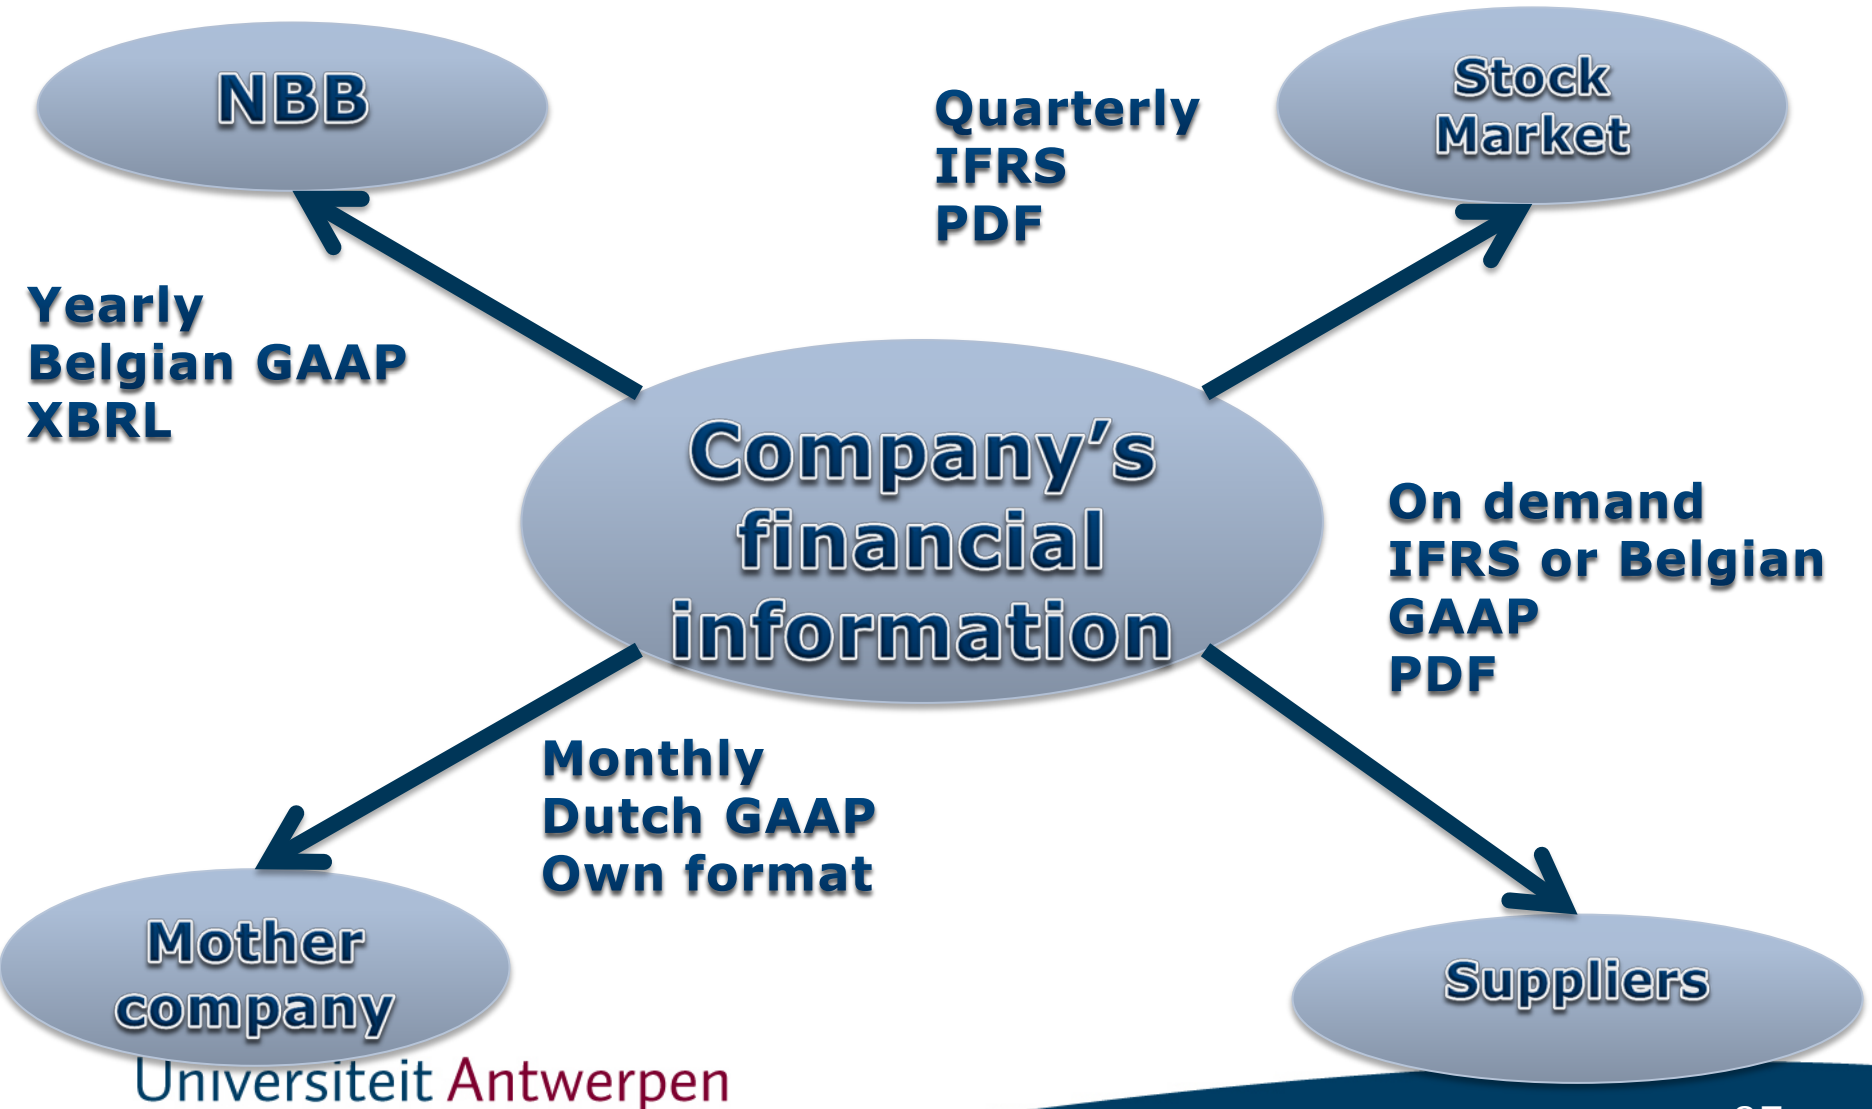 NBB
Stock
Market
Quarterly
IFRS
PDF
Yearly
Belgian GAAP
XBRL
Company’s
financial
information
On demand
IFRS or Belgian
GAAP
PDF
Monthly
Dutch GAAP
Own format
Mother
company
Suppliers
Universiteit Antwerpen